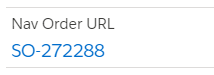 Nav Order URL
SO-272288